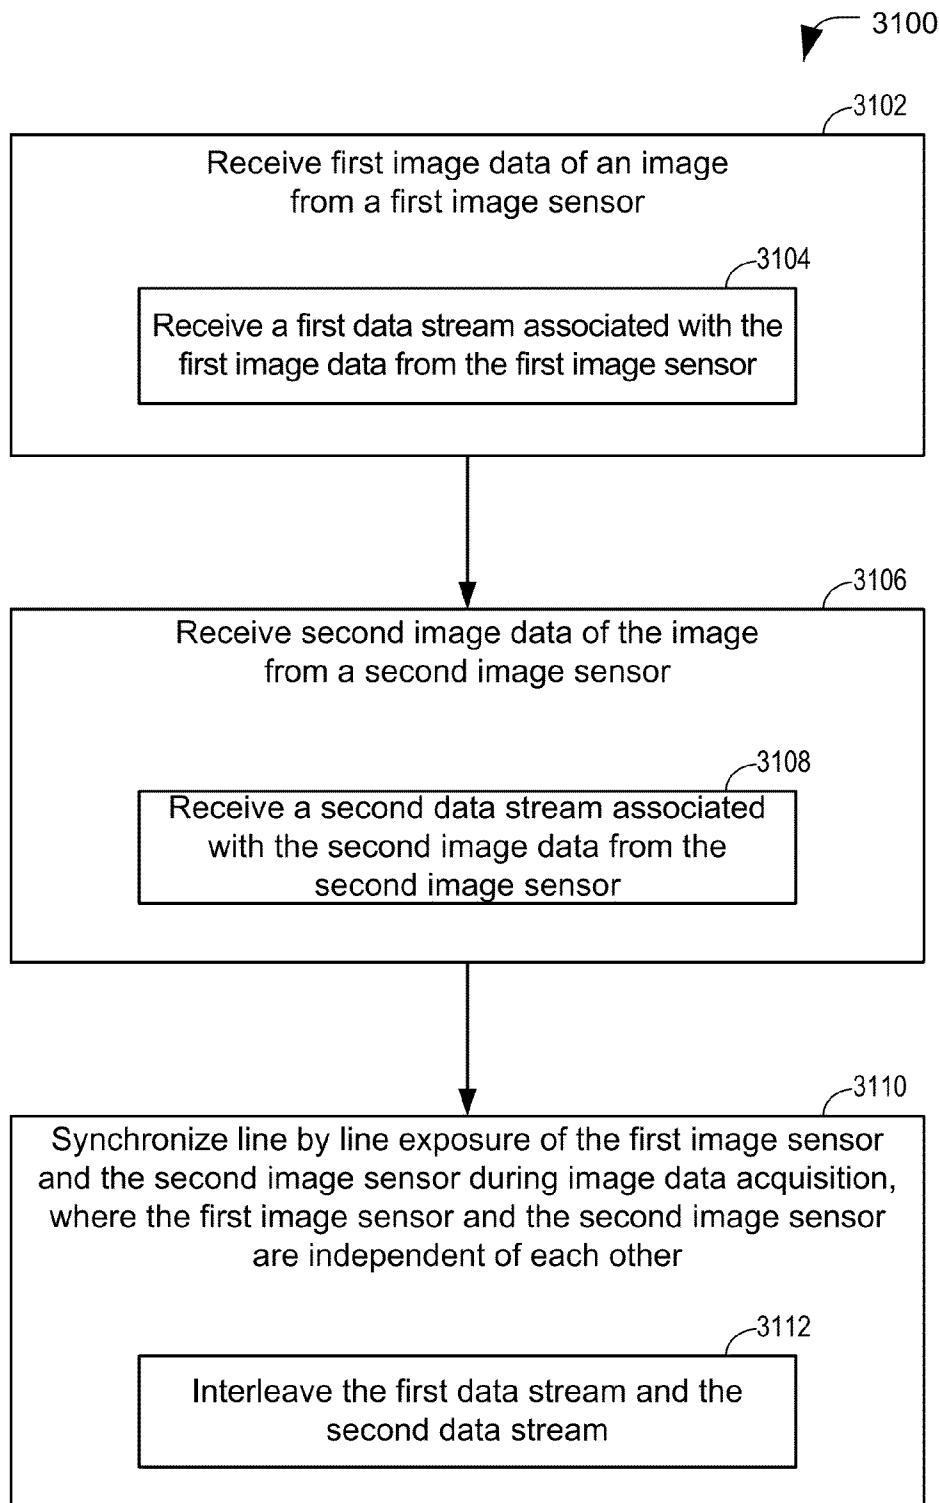 3100
3102
Receive first image data of an image
from a first image sensor
3104
Receive a first data stream associated with the
first image data from the first image sensor
3106
Receive second image data of the image
from a second image sensor
3108
Receive a second data stream associated
with the second image data from the
second image sensor
3110
Synchronize line by line exposure of the first image sensor
and the second image sensor during image data acquisition,
where the first image sensor and the second image sensor
are independent of each other
3112
Interleave the first data stream and the
second data stream